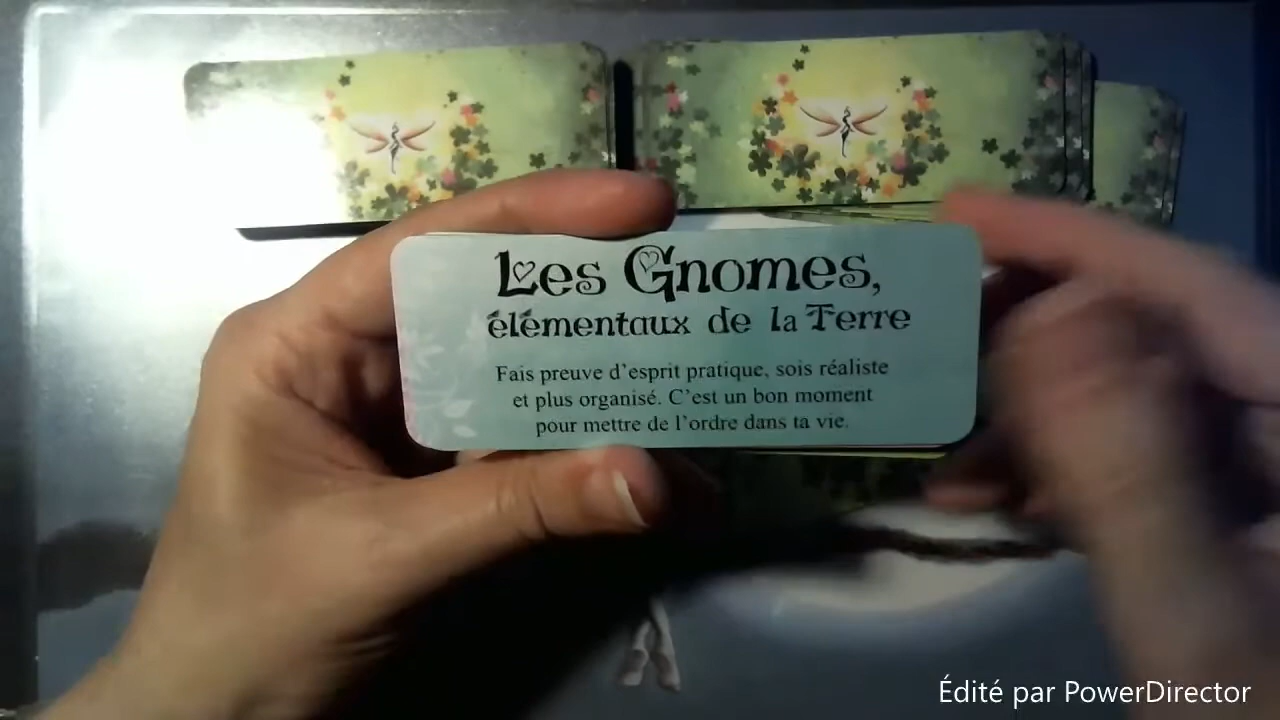 Les Gnomes,
élémentaux de la Terre
Fais preuve d'esprit pratique, sois réaliste
et plus organisé. C'est un bon moment
pour mettre de l'ordre dans ta vie.
Édité par PowerDirector